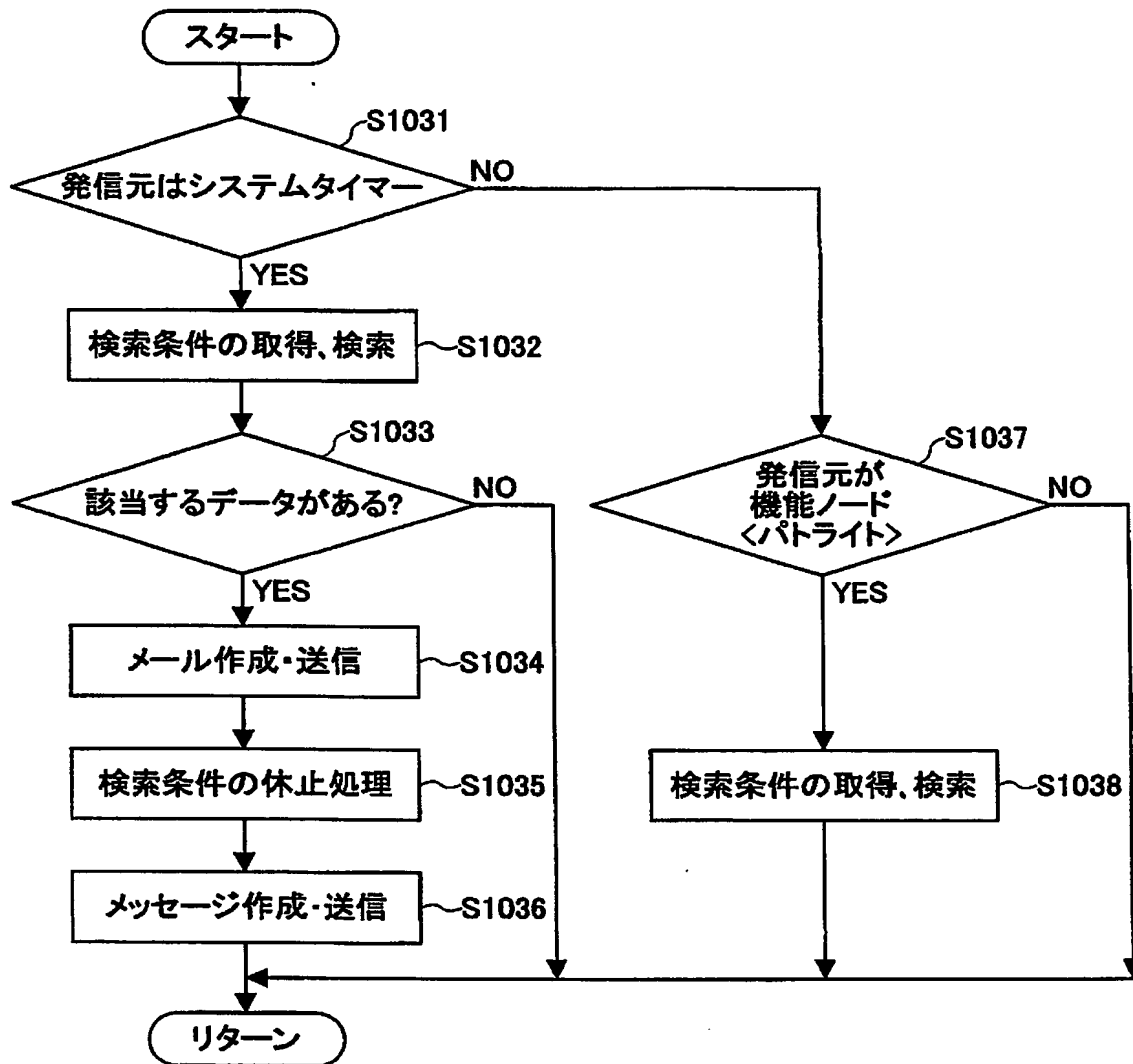 スタート
S1031
発信元はシステムタイマー
NO
YES
検索条件の取得、検索
S1032
S1033
該当するデータがある?
NO
YES
メール作成・送信
S1034
検索条件の休止処理
S1035
メッセージ作成・送信
S1036
S1037
発信元が
機能ノード
<パトライト>
NO
YES
検索条件の取得、検索
S1038
リターン